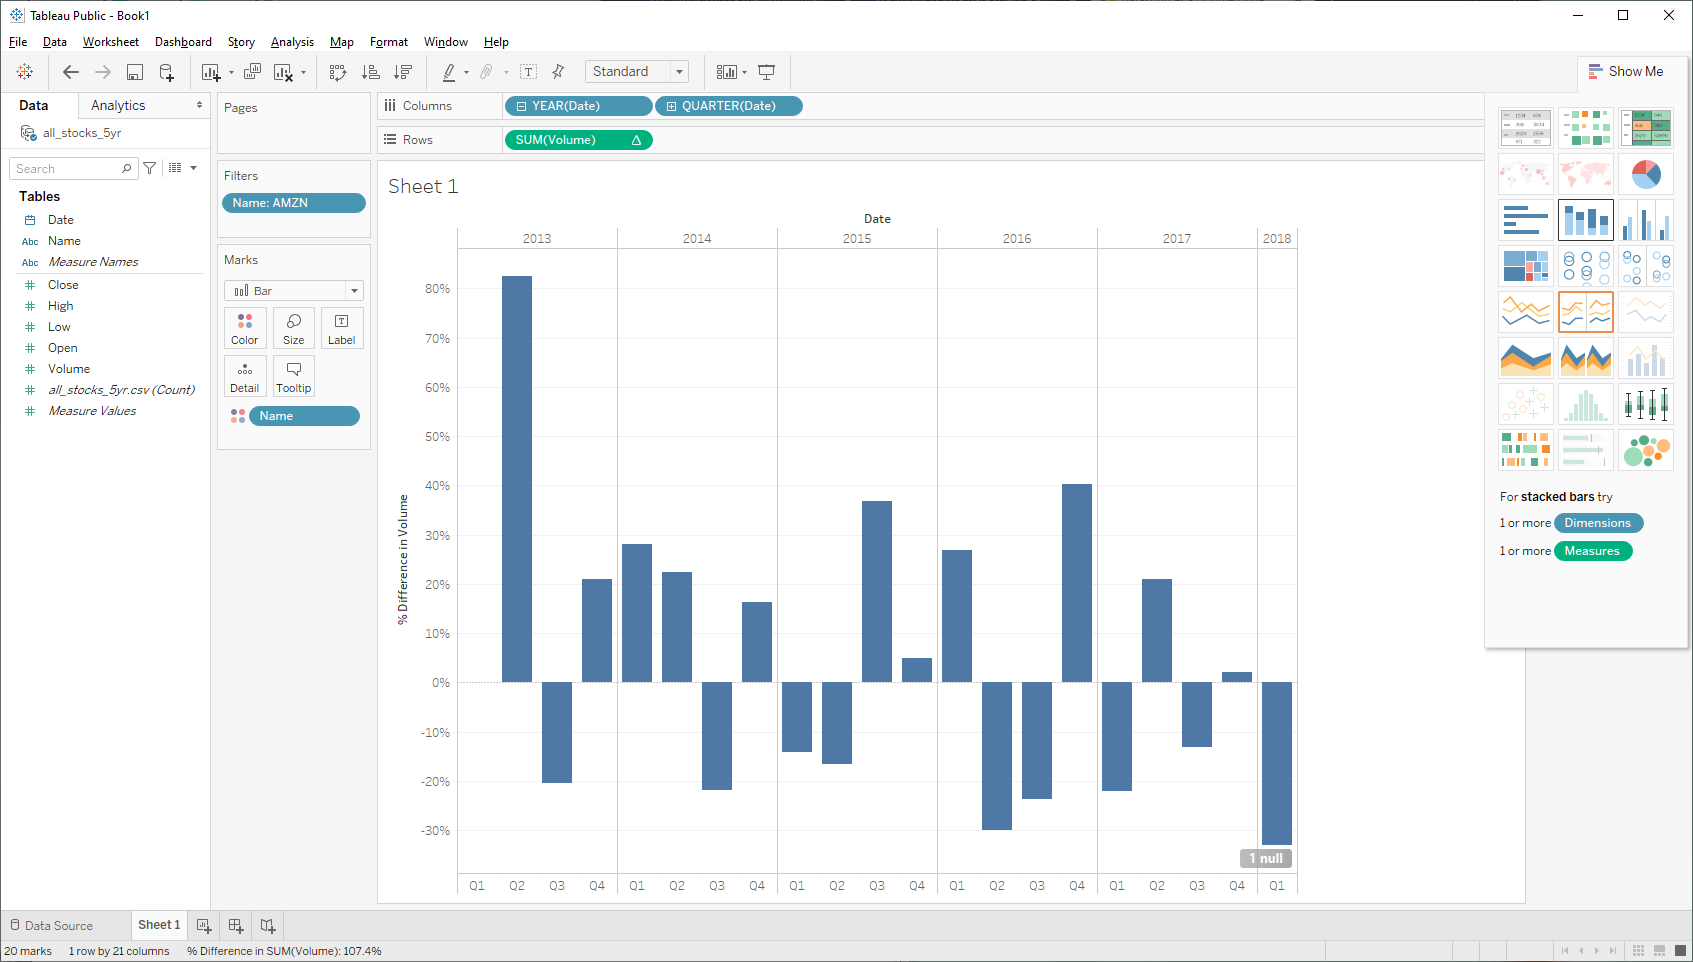 Tableau Public - Book1
File Data Worksheet Dashboard Story Analysis Map Format Window Help
Standard
Show Me
Data Analytics
all_stocks_5yr
Search
Tables
Date
Abc Name
Abc Measure Names
Close
High
Low
Open
Volume
all_stocks_5yr.csv (Count)
Measure Values
Pages
Filters
Name: AMZN
Marks
Bar
Color Size Label
Detail Tooltip
Name
Columns YEAR(Date) QUARTER(Date)
Rows SUM(Volume) Δ
Sheet 1
Date
2013 2014 2015 2016 2017 2018
% Difference in Volume
80%
70%
60%
50%
40%
30%
20%
10%
0%
-10%
-20%
-30%
1 null
Q1 Q2 Q3 Q4 Q1 Q2 Q3 Q4 Q1 Q2 Q3 Q4 Q1 Q2 Q3 Q4 Q1 Q2 Q3 Q4 Q1
For stacked bars try
1 or more Dimensions
1 or more Measures
Data Source Sheet 1
20 marks 1 row by 21 columns % Difference in SUM(Volume): 107.4%